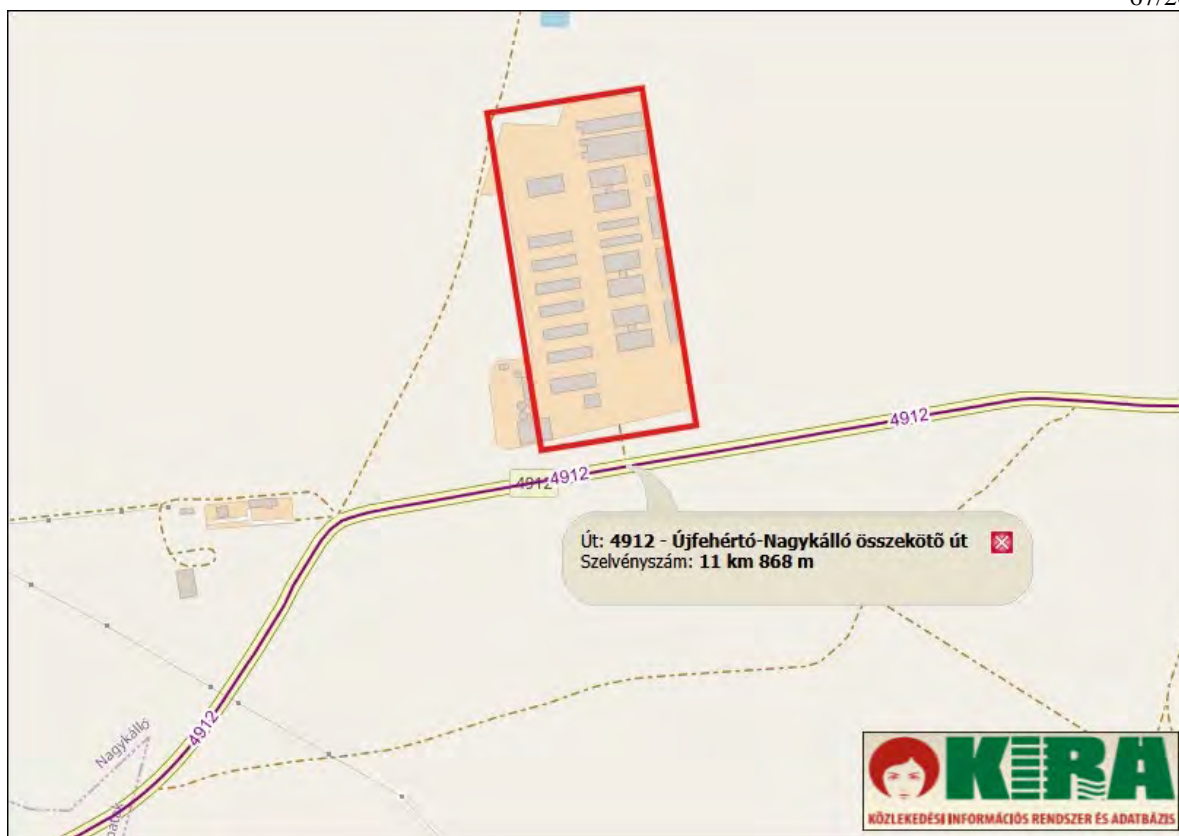 4912
4912
4912
Út: 4912 - Újfehértó-Nagykálló összekötő út
Szelvényszám: 11 km 868 m
4912
Nagykálló
KIRA
KÖZLEKEDÉSI INFORMÁCIÓS RENDSZER ÉS ADATBÁZIS